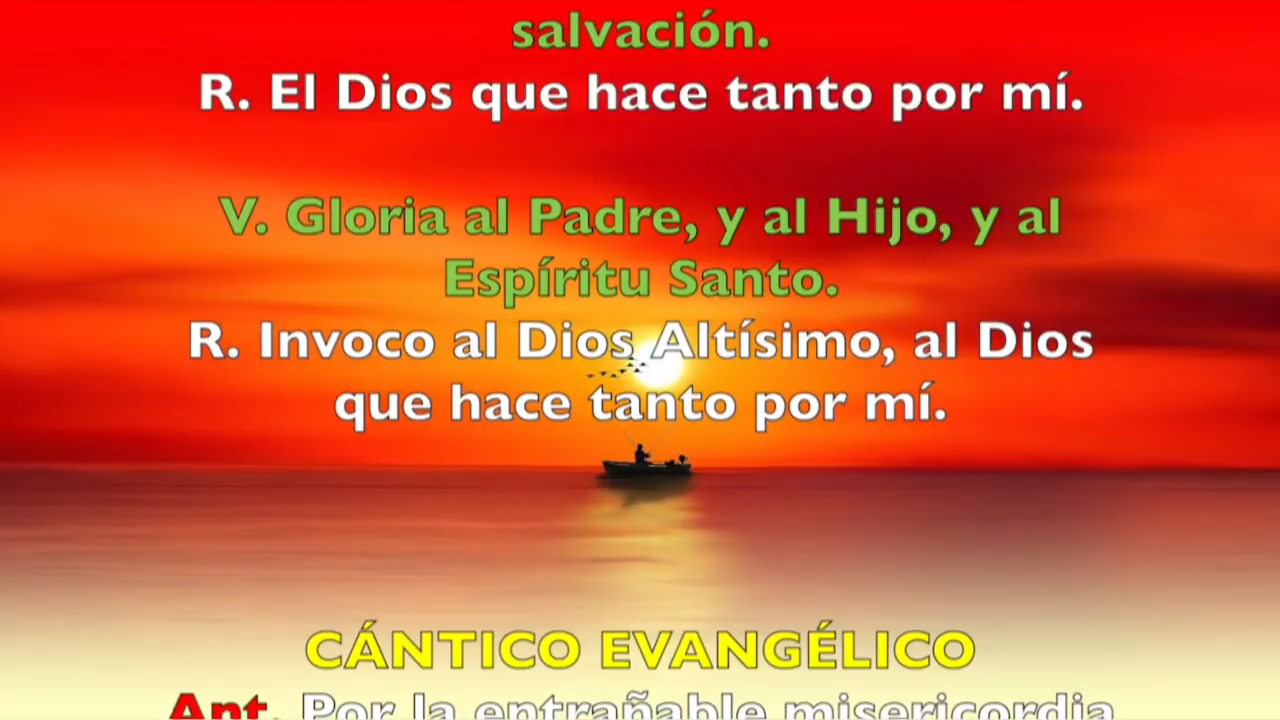 salvación.
R. El Dios que hace tanto por mí.
V. Gloria al Padre, y al Hijo, y al
Espíritu Santo.
R. Invoco al Dios Altísimo, al Dios
que hace tanto por mí.
CÁNTICO EVANGÉLICO
Ant. Por la entrañable misericordia